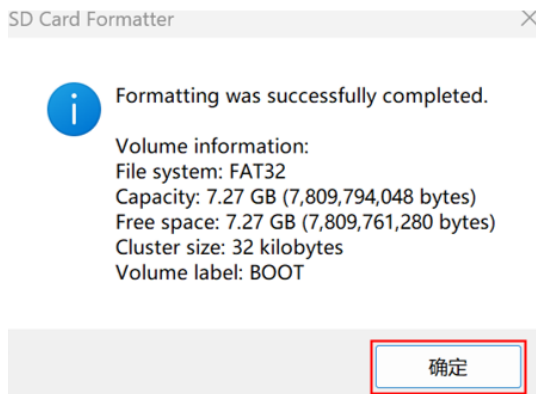 SD Card Formatter
Formatting was successfully completed.
Volume information:
File system: FAT32
Capacity: 7.27 GB (7,809,794,048 bytes)
Free space: 7.27 GB (7,809,761,280 bytes)
Cluster size: 32 kilobytes
Volume label: BOOT
确定